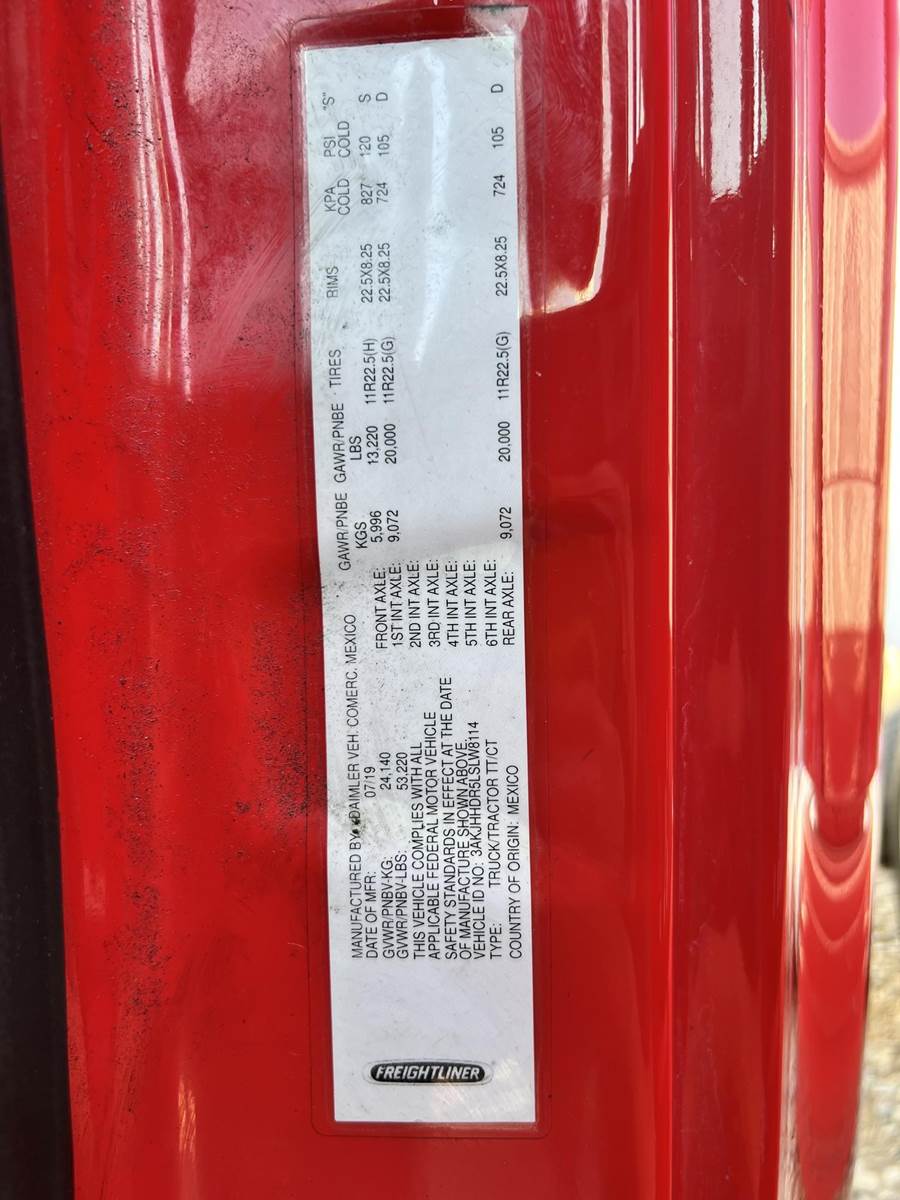 FREIGHTLINER
MANUFACTURED BY: DAIMLER VEH. COMERC. MEXICO
DATE OF MFR: 07/19
GVWR/PNBV-KG: 24,140
GVWR/PNBV-LBS: 53,220
THIS VEHICLE COMPLIES WITH ALL
APPLICABLE FEDERAL MOTOR VEHICLE
SAFETY STANDARDS IN EFFECT AT THE DATE
OF MANUFACTURE SHOWN ABOVE.
VEHICLE ID NO: 3AKJHHDR5LSLW8114
TYPE: TRUCK/TRACTOR TT/CT
COUNTRY OF ORIGIN: MEXICO
GAWR/PNBE GAWR/PNBE TIRES RIMS KPA PSI "S"
KGS LBS COLD COLD
FRONT AXLE: 5,996 13,220 11R22.5(H) 22.5X8.25 827 120 S
1ST INT AXLE: 9,072 20,000 11R22.5(G) 22.5X8.25 724 105 D
2ND INT AXLE:
3RD INT AXLE:
4TH INT AXLE:
5TH INT AXLE:
6TH INT AXLE:
REAR AXLE: 9,072 20,000 11R22.5(G) 22.5X8.25 724 105 D